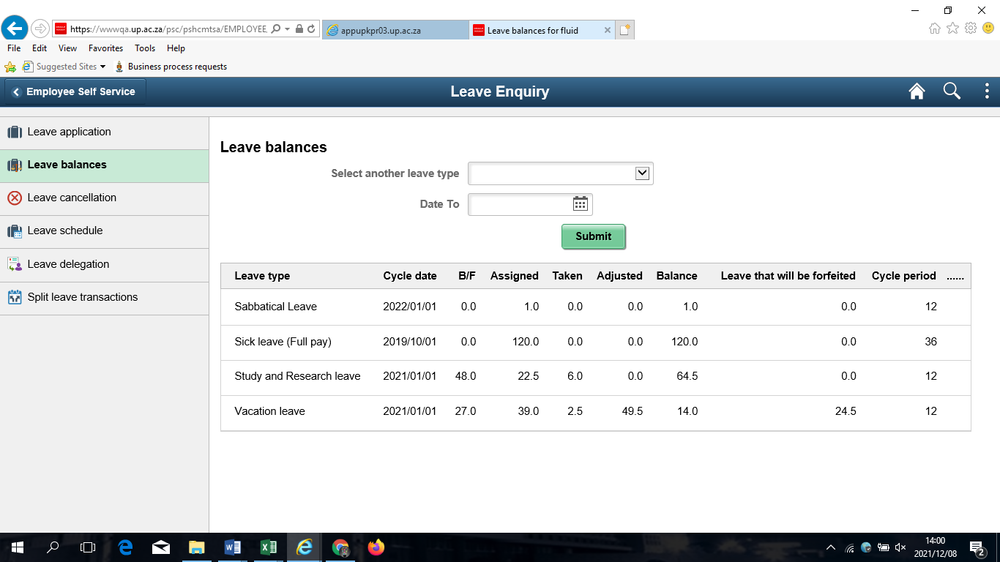 https://wwwqa.up.ac.za/psc/pshcmtsa/EMPLOYEE, appup​kpr03.up.ac.za Leave balances for fluid
File Edit View Favorites Tools Help
Suggested Sites Business process requests
Employee Self Service Leave Enquiry
Leave application
Leave balances
Leave cancellation
Leave schedule
Leave delegation
Split leave transactions
Leave balances
Select another leave type
Date To
Submit
Leave type Cycle date B/F Assigned Taken Adjusted Balance Leave that will be forfeited Cycle period ......
Sabbatical Leave 2022/01/01 0.0 1.0 0.0 0.0 1.0 0.0 12
Sick leave (Full pay) 2019/10/01 0.0 120.0 0.0 0.0 120.0 0.0 36
Study and Research leave 2021/01/01 48.0 22.5 6.0 0.0 64.5 0.0 12
Vacation leave 2021/01/01 27.0 39.0 2.5 49.5 14.0 24.5 12
14:00
2021/12/08
2